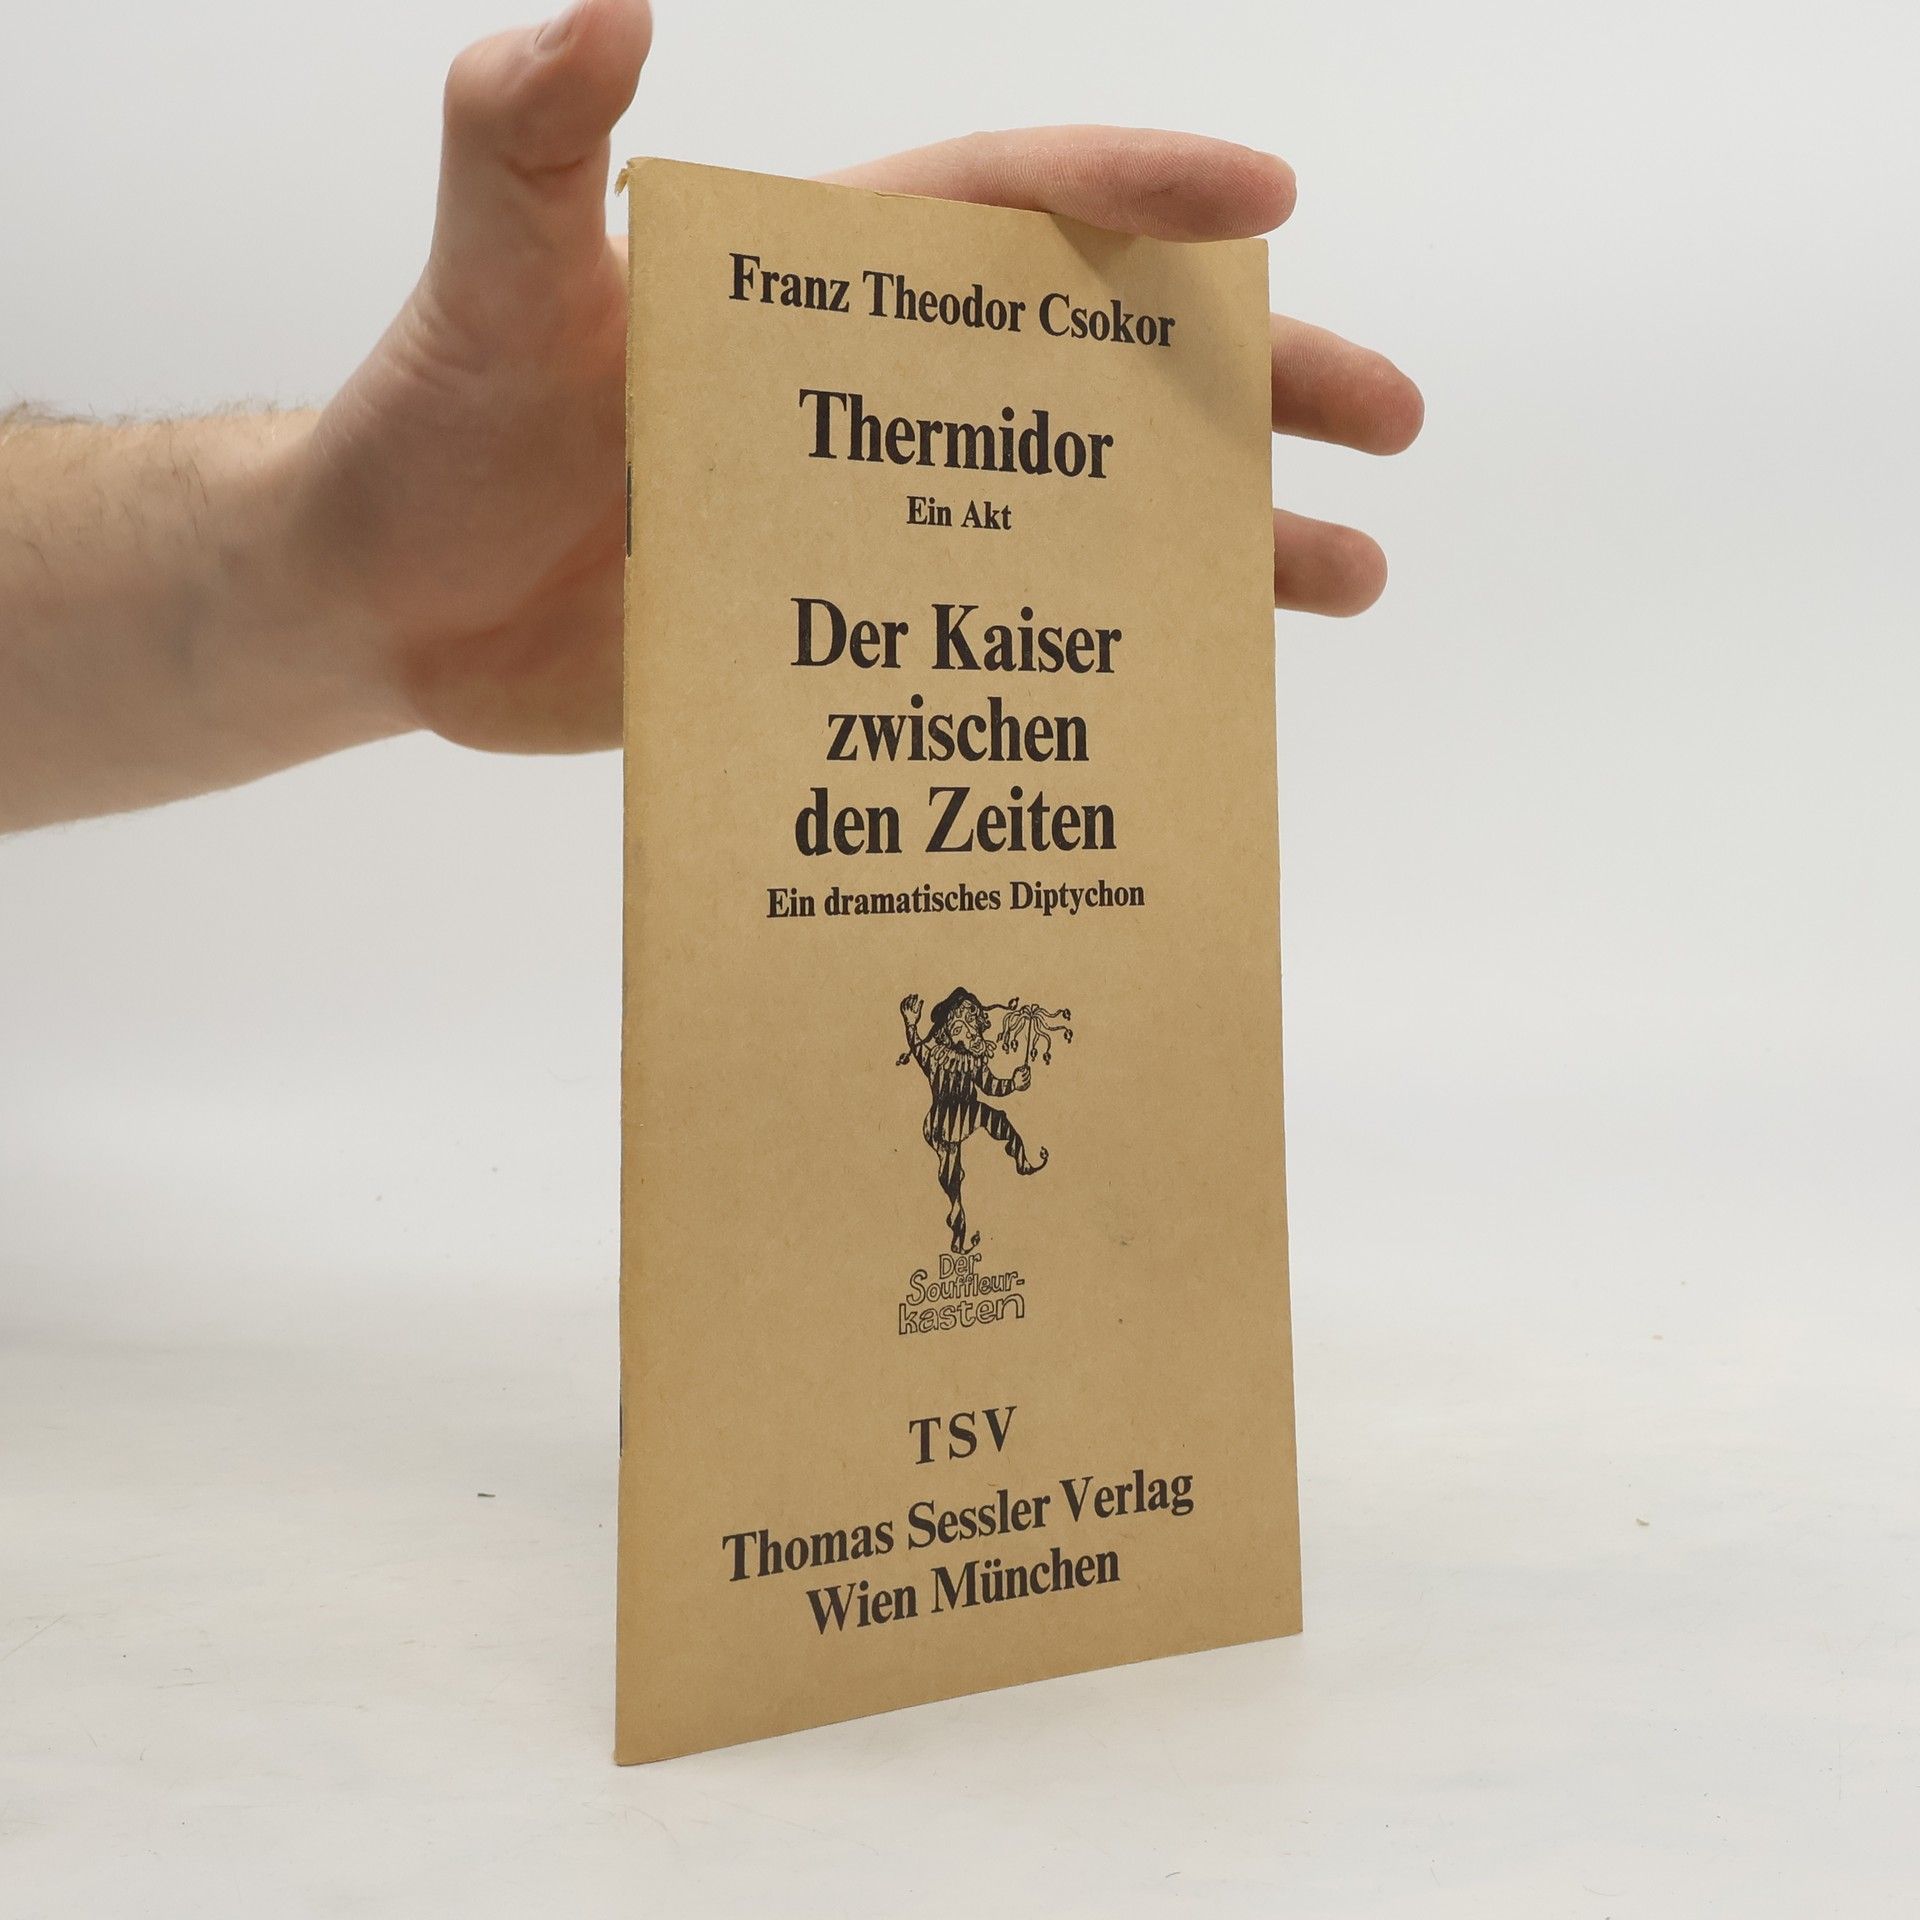 Franz Theodor Csokor
Thermidor
Ein Akt
Der Kaiser
zwischen
den Zeiten
Ein dramatisches Diptychon
Der
Souffleur-
kasten
TSV
Thomas Sessler Verlag
Wien München